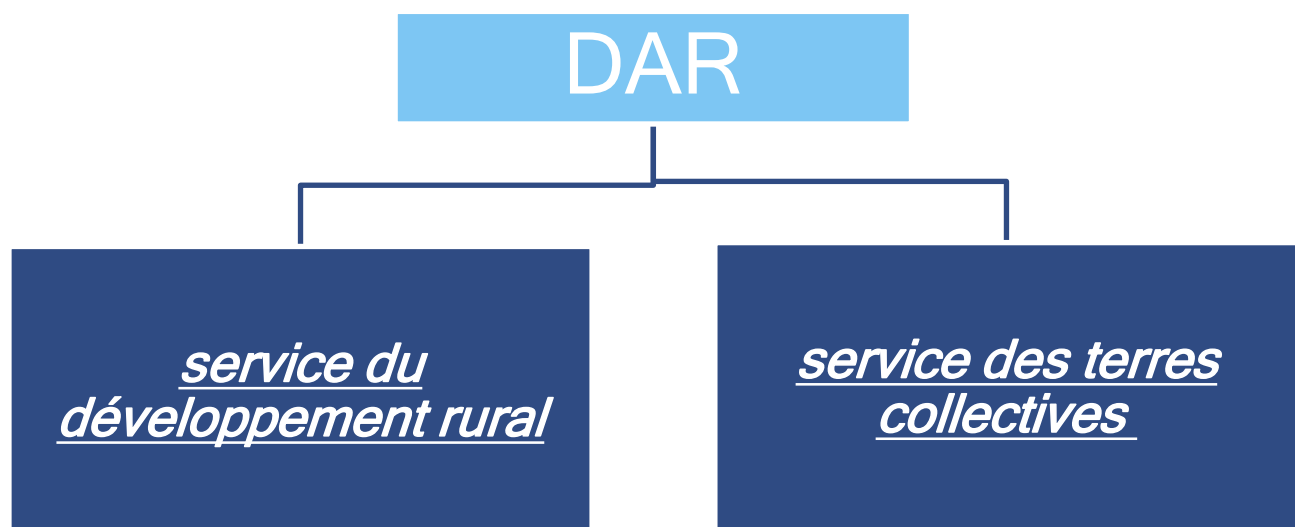 DAR
service du
développement rural
service des terres
collectives